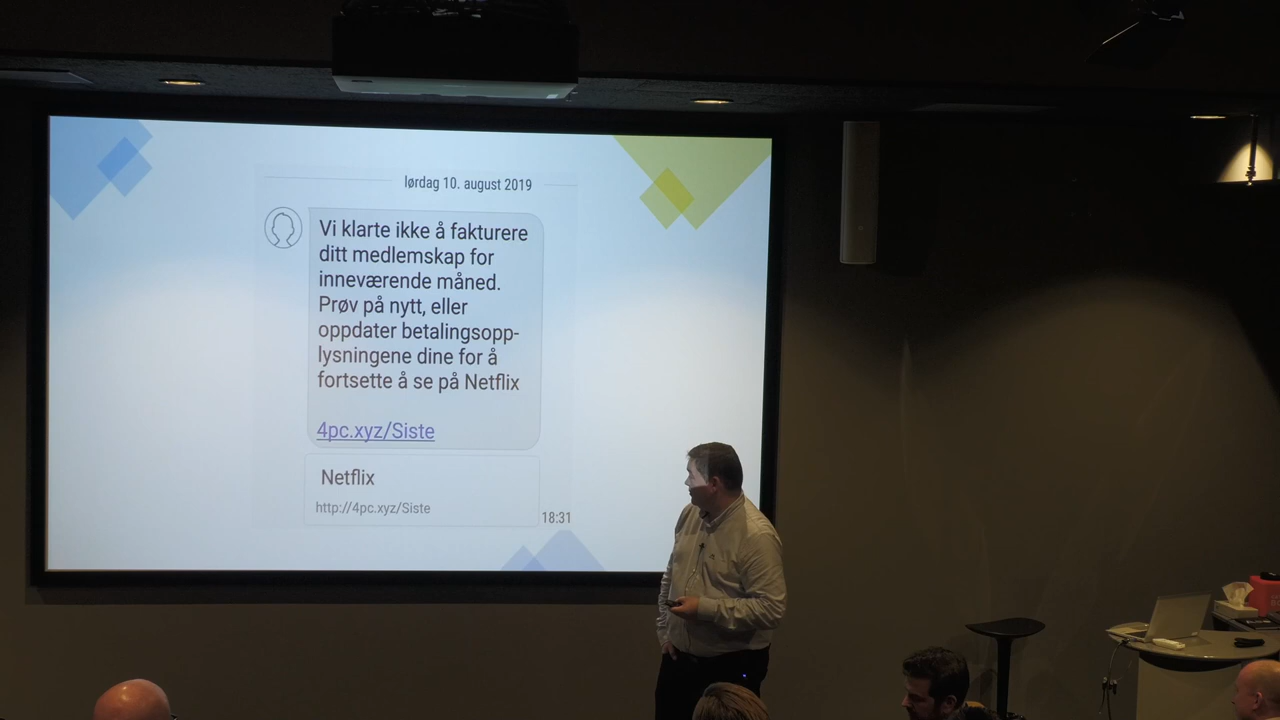 lørdag 10. august 2019
Vi klarte ikke å fakturere
ditt medlemskap for
inneværende måned.
Prøv på nytt, eller
oppdater betalingsopp-
lysningene dine for å
fortsette å se på Netflix
4pc.xyz/Siste
Netflix
http://4pc.xyz/Siste
18:31